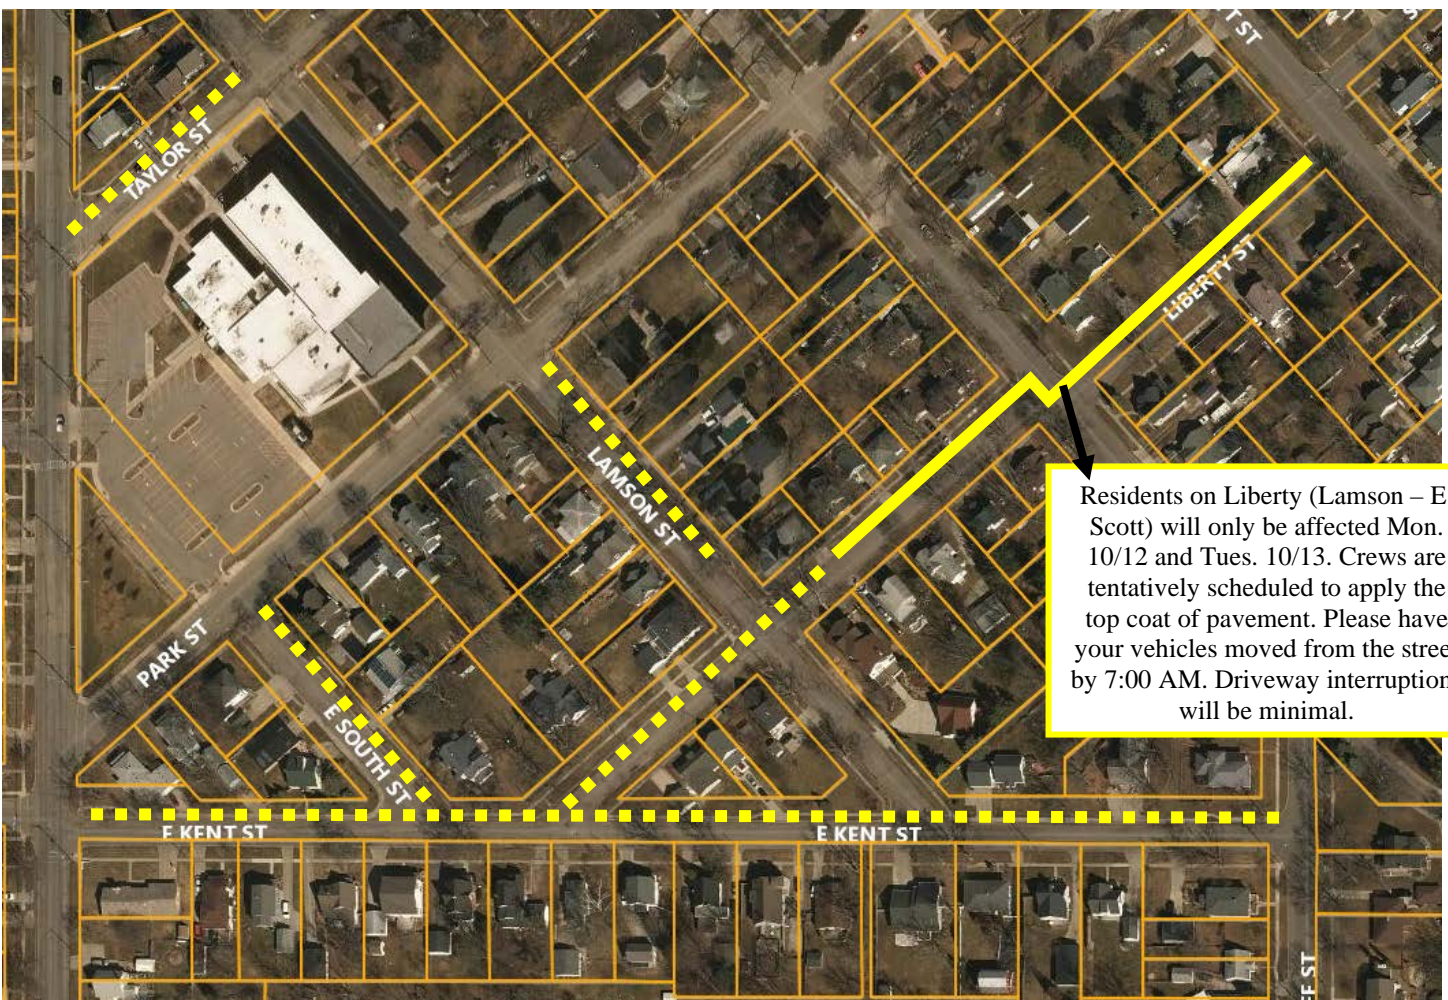 T ST
S
TAYLOR ST
LIBERTY ST
LAMSON ST
Residents on Liberty (Lamson – E
Scott) will only be affected Mon.
10/12 and Tues. 10/13. Crews are
tentatively scheduled to apply the
top coat of pavement. Please have
your vehicles moved from the stree
by 7:00 AM. Driveway interruption
will be minimal.
PARK ST
E SOUTH ST
E KENT ST
E KENT ST
FF ST